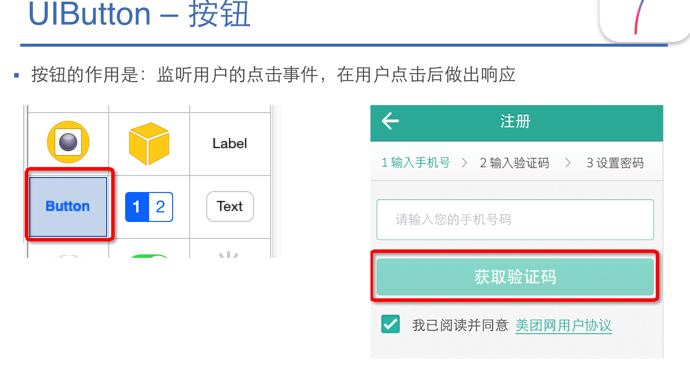 UIButton – 按钮
按钮的作用是：监听用户的点击事件，在用户点击后做出响应
Label
Button
1 2
Text
注册
1 输入手机号 > 2 输入验证码 > 3 设置密码
请输入您的手机号码
获取验证码
我已阅读并同意 美团网用户协议